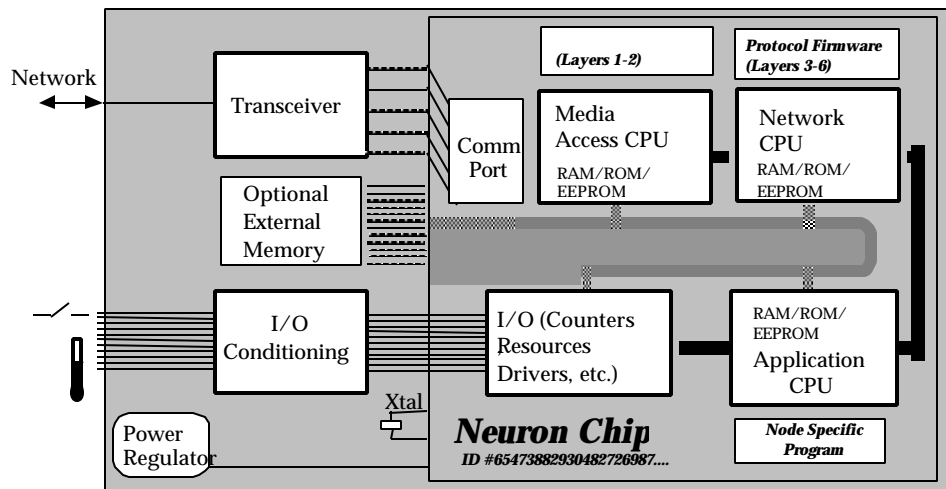 (Layers 1-2)
Protocol Firmware
(Layers 3-6)
Network
Transceiver
Comm
Port
Media
Access CPU
RAM/ROM/
EEPROM
Network
CPU
RAM/ROM/
EEPROM
Optional
External
Memory
I/O
Conditioning
I/O (Counters
Resources
Drivers, etc.)
RAM/ROM/
EEPROM
Application
CPU
Xtal
Power
Regulator
Neuron Chip
ID #65473882930482726987....
Node Specific
Program